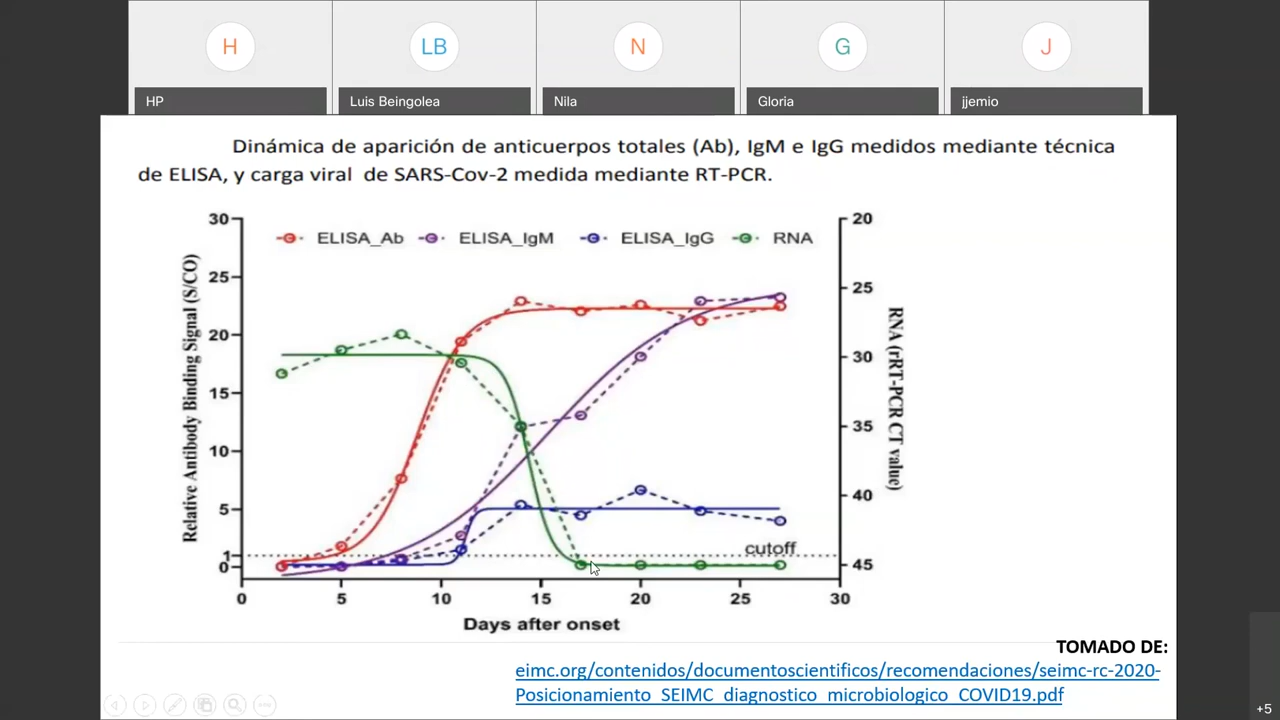 H LB N G J
HP Luis Beingolea Nila Gloria jjemio
Dinámica de aparición de anticuerpos totales (Ab), IgM e IgG medidos mediante técnica
de ELISA, y carga viral de SARS-Cov-2 medida mediante RT-PCR.
ELISA_Ab ELISA_IgM ELISA_IgG RNA
Relative Antibody Binding Signal (S/CO)
30
25
20
15
10
5
1
0
20
25
30
35
40
45
RNA (rRT-PCR CT value)
cutoff
0 5 10 15 20 25 30
Days after onset
TOMADO DE:
eimc.org/contenidos/documentoscientificos/recomendaciones/seimc-rc-2020-
Posicionamiento_SEIMC_diagnostico_microbiologico_COVID19.pdf
+5